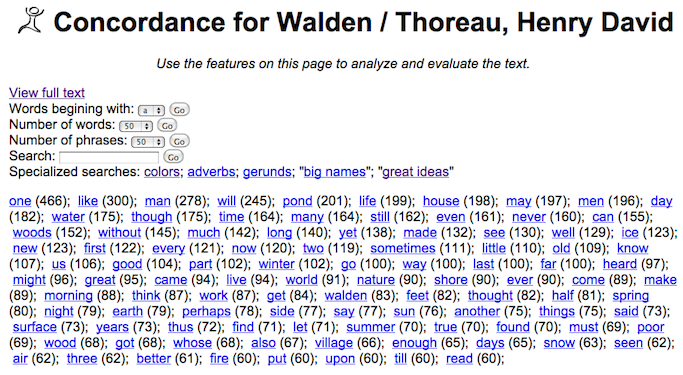 Concordance for Walden / Thoreau, Henry David
Use the features on this page to analyze and evaluate the text.
View full text
Words begining with: a Go
Number of words: 50 Go
Number of phrases: 50 Go
Search: Go
Specialized searches: colors; adverbs; gerunds; "big names"; "great ideas"
one (466); like (300); man (278); will (245); pond (201); life (199); house (198); may (197); men (196); day
(182); water (175); though (175); time (164); many (164); still (162); even (161); never (160); can (155);
woods (152); without (145); much (142); long (140); yet (138); made (132); see (130); well (129); ice (123);
new (123); first (122); every (121); now (120); two (119); sometimes (111); little (110); old (109); know
(107); us (106); good (104); part (102); winter (102); go (100); way (100); last (100); far (100); heard (97);
might (96); great (95); came (94); live (94); world (91); nature (90); shore (90); ever (90); come (89); make
(89); morning (88); think (87); work (87); get (84); walden (83); feet (82); thought (82); half (81); spring
(80); night (79); earth (79); perhaps (78); side (77); say (77); sun (76); another (75); things (75); said (73);
surface (73); years (73); thus (72); find (71); let (71); summer (70); true (70); found (70); must (69); poor
(69); wood (68); got (68); whose (68); also (67); village (66); enough (65); days (65); snow (63); seen (62);
air (62); three (62); better (61); fire (60); put (60); upon (60); till (60); read (60);